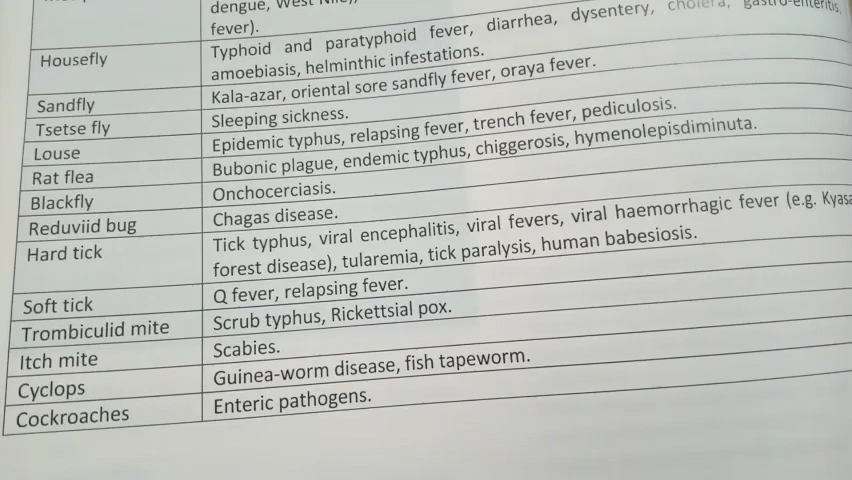 dengue, West Nile),
fever).
Housefly
Typhoid and paratyphoid fever, diarrhea, dysentery, cholera, gastro-enteritis,
amoebiasis, helminthic infestations.
Sandfly
Kala-azar, oriental sore sandfly fever, oraya fever.
Tsetse fly
Sleeping sickness.
Louse
Epidemic typhus, relapsing fever, trench fever, pediculosis.
Rat flea
Bubonic plague, endemic typhus, chiggerosis, hymenolepisdiminuta.
Blackfly
Onchocerciasis.
Reduviid bug
Chagas disease.
Hard tick
Tick typhus, viral encephalitis, viral fevers, viral haemorrhagic fever (e.g. Kyasa
forest disease), tularemia, tick paralysis, human babesiosis.
Soft tick
Q fever, relapsing fever.
Trombiculid mite
Scrub typhus, Rickettsial pox.
Itch mite
Scabies.
Cyclops
Guinea-worm disease, fish tapeworm.
Cockroaches
Enteric pathogens.